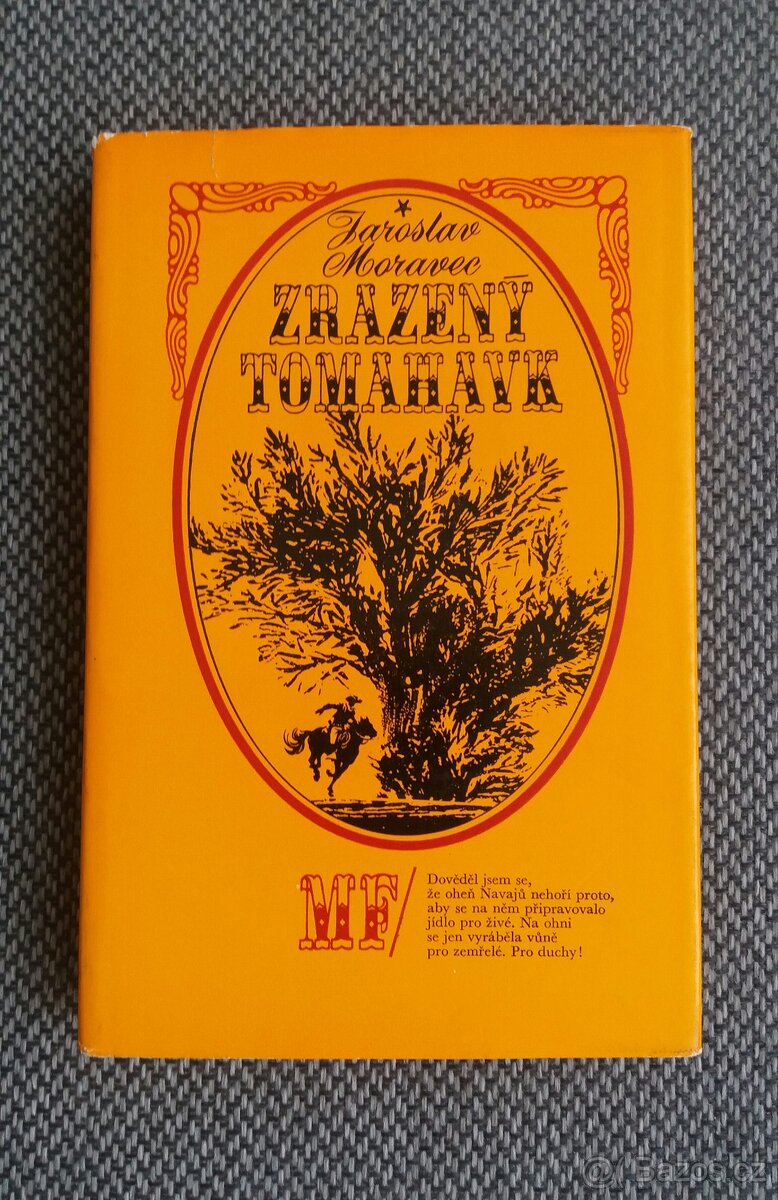 Jaroslav
Moravec
ZRAZENÝ
TOMAHAVK
MF/
Dověděl jsem se,
že oheň Navajů nehoří proto,
aby se na něm připravovalo
jídlo pro živé. Na ohni
se jen vyráběla vůně
pro zemřelé. Pro duchy!
@ Bazos.cz